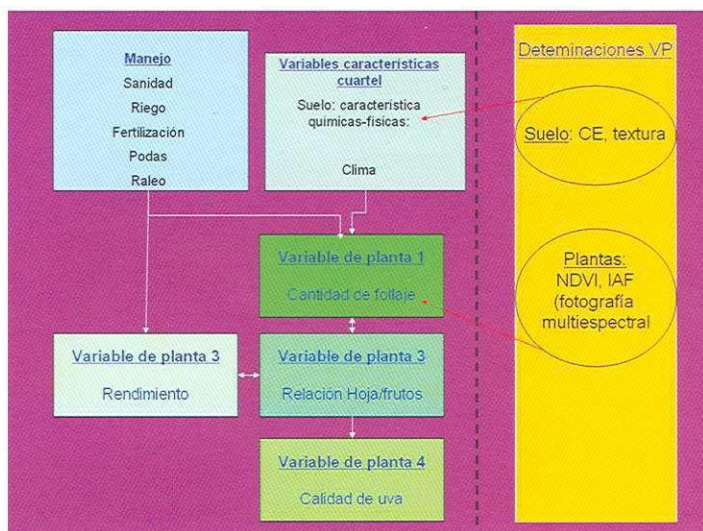 Manejo
Sanidad
Riego
Fertilización
Podas
Raleo
Variables características
cuartel
Suelo: característica
quimicas-físicas:
Clima
Variable de planta 1
Cantidad de follaje
Variable de planta 3
Rendimiento
Variable de planta 3
Relación Hoja/frutos
Variable de planta 4
Calidad de uva
Deteminaciones VP
Suelo: CE, textura
Plantas:
NDVI, IAF
(fotografía
multiespectral